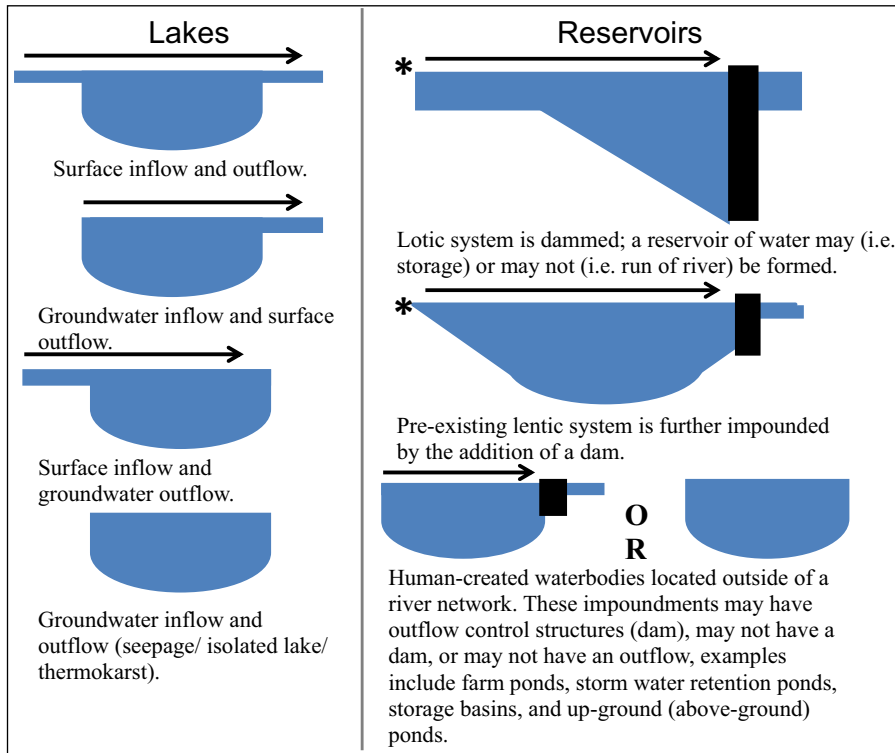 Lakes
Surface inflow and outflow.
Groundwater inflow and surface
outflow.
Surface inflow and
groundwater outflow.
Groundwater inflow and
outflow (seepage/ isolated lake/
thermokarst).
Reservoirs
*
Lotic system is dammed; a reservoir of water may (i.e.
storage) or may not (i.e. run of river) be formed.
*
Pre-existing lentic system is further impounded
by the addition of a dam.
O
R
Human-created waterbodies located outside of a
river network. These impoundments may have
outflow control structures (dam), may not have a
dam, or may not have an outflow, examples
include farm ponds, storm water retention ponds,
storage basins, and up-ground (above-ground)
ponds.